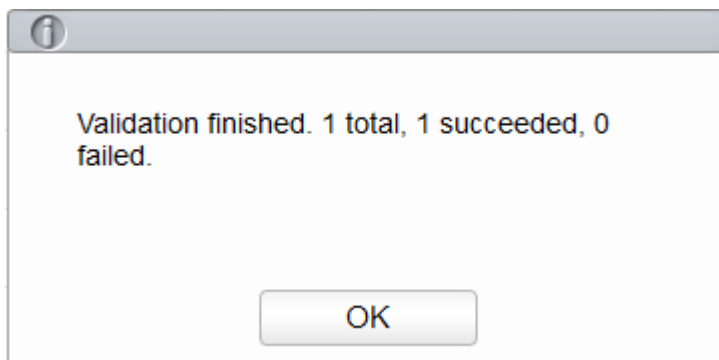 Validation finished. 1 total, 1 succeeded, 0
failed.
OK